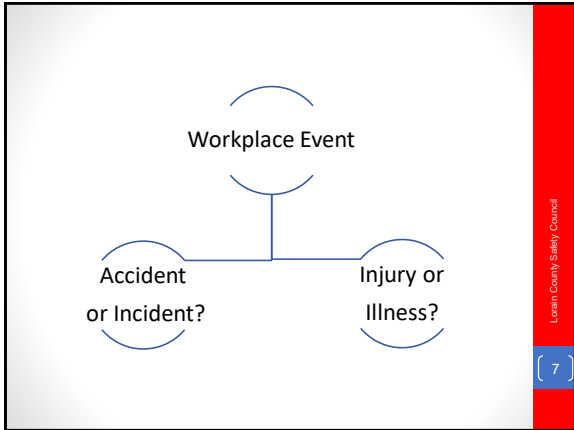 Workplace Event
Accident
or Incident?
Injury or
Illness?
Lorain County Safety Council
7